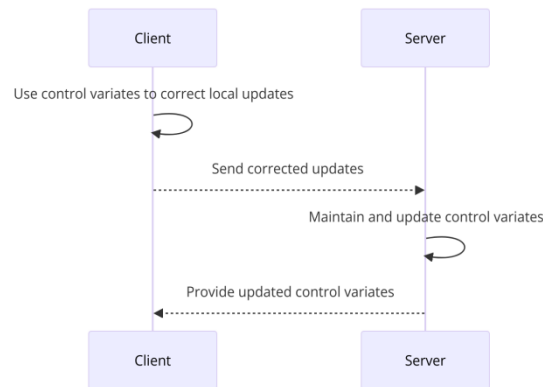 Client
Server
Use control variates to correct local updates
Send corrected updates
Maintain and update control variates
Provide updated control variates
Client
Server